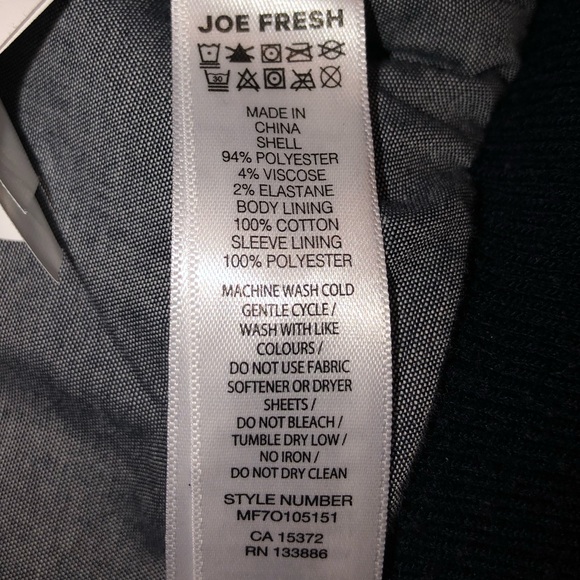 JOE FRESH
30
MADE IN
CHINA
SHELL
94% POLYESTER
4% VISCOSE
2% ELASTANE
BODY LINING
100% COTTON
SLEEVE LINING
100% POLYESTER
MACHINE WASH COLD
GENTLE CYCLE /
WASH WITH LIKE
COLOURS /
DO NOT USE FABRIC
SOFTENER OR DRYER
SHEETS /
DO NOT BLEACH /
TUMBLE DRY LOW /
NO IRON /
DO NOT DRY CLEAN
STYLE NUMBER
MF7O105151
CA 15372
RN 133886